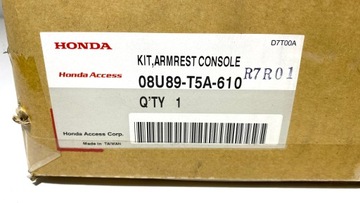 D7T00A
HONDA
KIT,ARMREST CONSOLE
Honda Access
08U89-T5A-610
R7R01
Q'TY 1
Honda Access Corp.
Made in TAIWAN